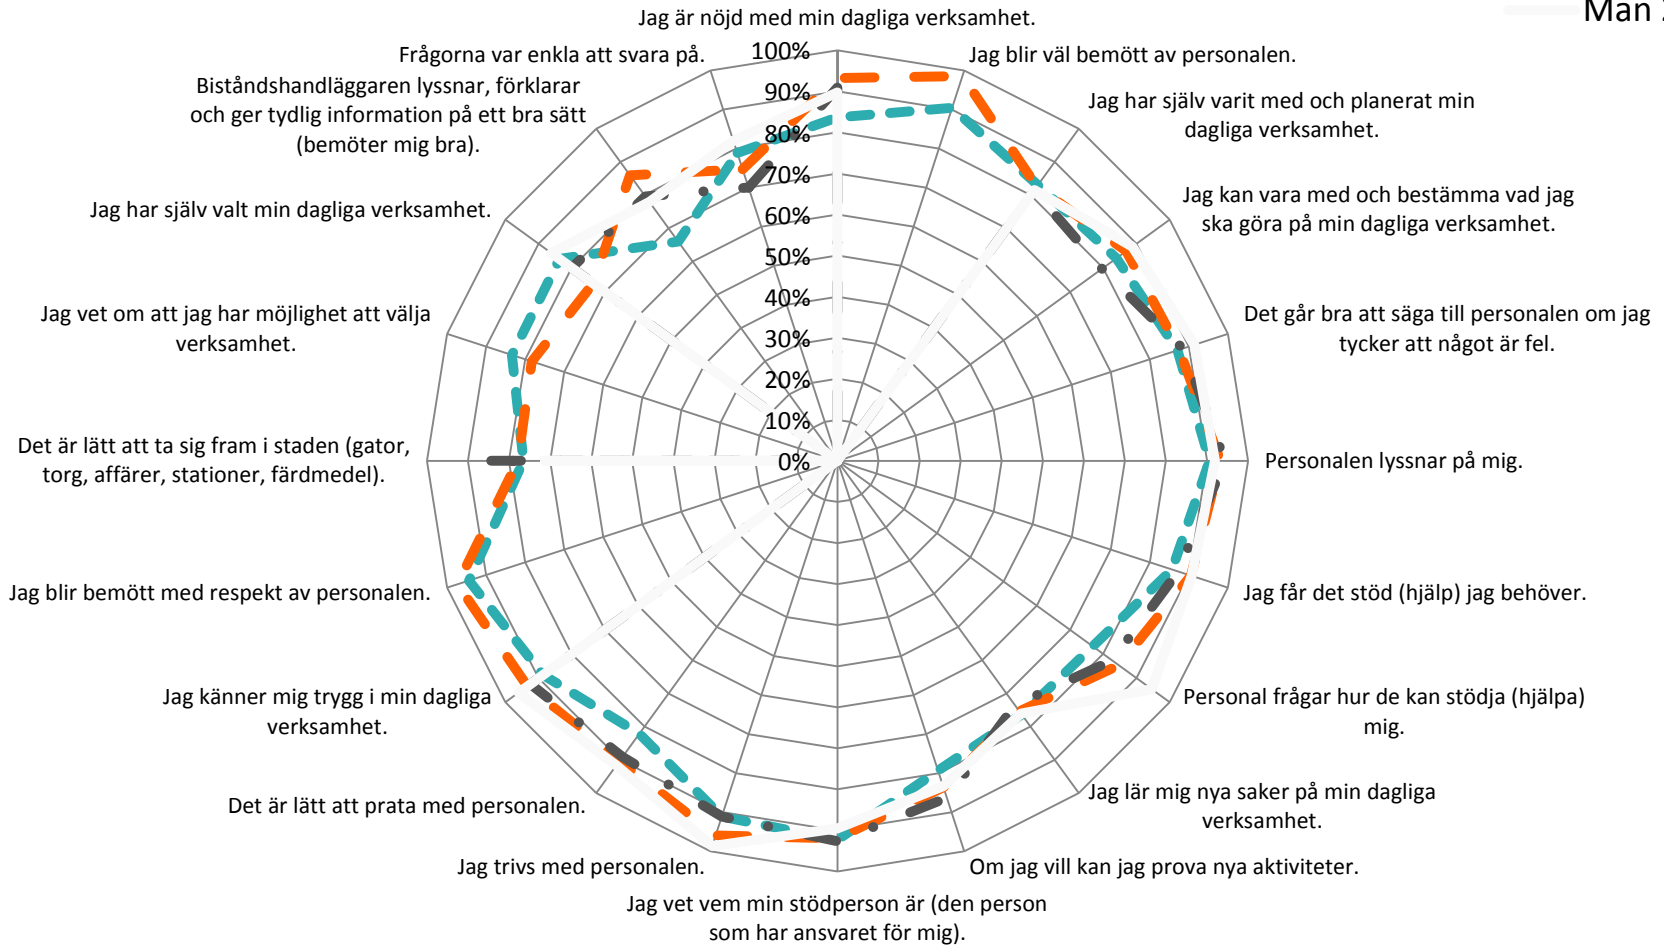 Jag är nöjd med min dagliga verksamhet.
Män
Frågorna var enkla att svara på.
100%
Jag blir väl bemött av personalen.
Biståndshandläggaren lyssnar, förklarar
och ger tydlig information på ett bra sätt
(bemöter mig bra).
90%
Jag har själv varit med och planerat min
dagliga verksamhet.
80%
70%
Jag har själv valt min dagliga verksamhet.
Jag kan vara med och bestämma vad jag
ska göra på min dagliga verksamhet.
60%
50%
40%
Jag vet om att jag har möjlighet att välja
verksamhet.
Det går bra att säga till personalen om jag
tycker att något är fel.
30%
20%
10%
Det är lätt att ta sig fram i staden (gator,
torg, affärer, stationer, färdmedel).
0%
Personalen lyssnar på mig.
Jag blir bemött med respekt av personalen.
Jag får det stöd (hjälp) jag behöver.
Jag känner mig trygg i min dagliga
verksamhet.
Personal frågar hur de kan stödja (hjälpa)
mig.
Det är lätt att prata med personalen.
Jag lär mig nya saker på min dagliga
verksamhet.
Jag trivs med personalen.
Om jag vill kan jag prova nya aktiviteter.
Jag vet vem min stödperson är (den person
som har ansvaret för mig).